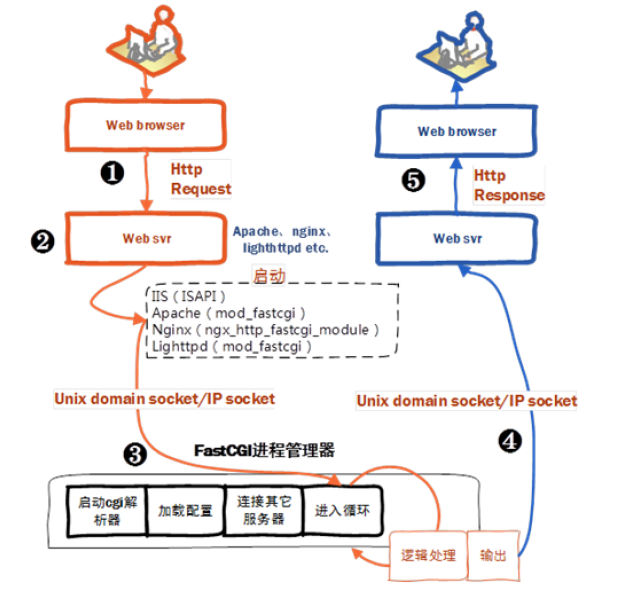 Web browser
❶
Http
Request
❷
Web svr
Apache、nginx、
lighthttpd etc.
启动
IIS（ISAPI）
Apache（mod_fastcgi）
Nginx（ngx_http_fastcgi_module）
Lighttpd（mod_fastcgi）
Unix domain socket/IP socket
❸
FastCGI进程管理器
启动cgi解
析器
加载配置
连接其它
服务器
进入循环
逻辑处理
输出
❹
Unix domain socket/IP socket
Web svr
❺
Http
Response
Web browser